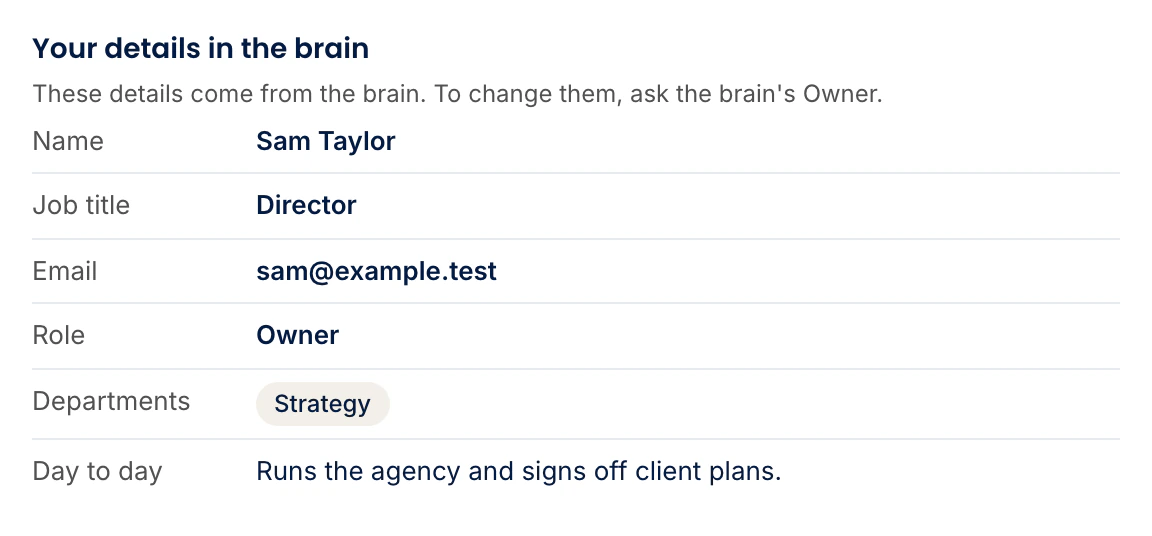 Your details in the brain
These details come from the brain. To change them, ask the brain's Owner.
Name Sam Taylor
Job title Director
Email sam@example.test
Role Owner
Departments Strategy
Day to day Runs the agency and signs off client plans.